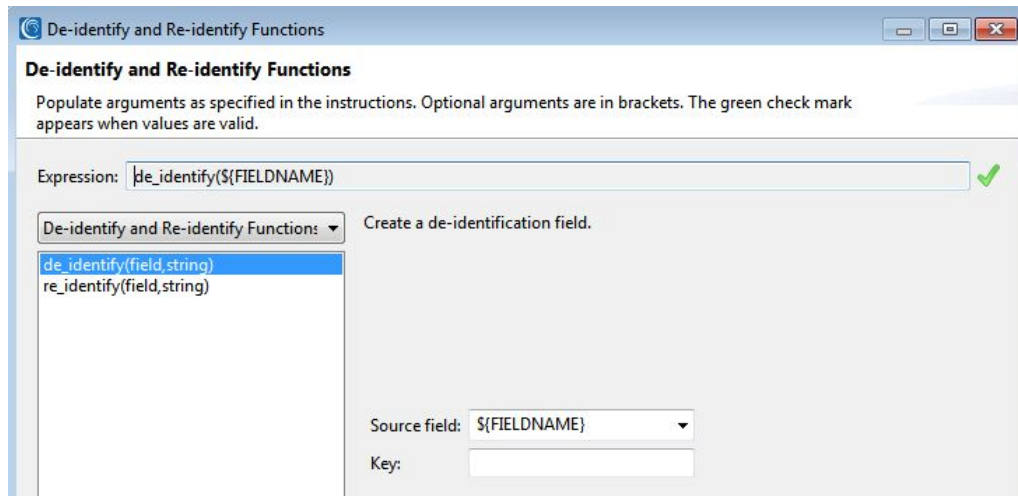 De-identify and Re-identify Functions
De-identify and Re-identify Functions
Populate arguments as specified in the instructions. Optional arguments are in brackets. The green check mark
appears when values are valid.
Expression: de_identify(${FIELDNAME})
De-identify and Re-identify Functions
Create a de-identification field.
de_identify(field,string)
re_identify(field,string)
Source field: ${FIELDNAME}
Key: